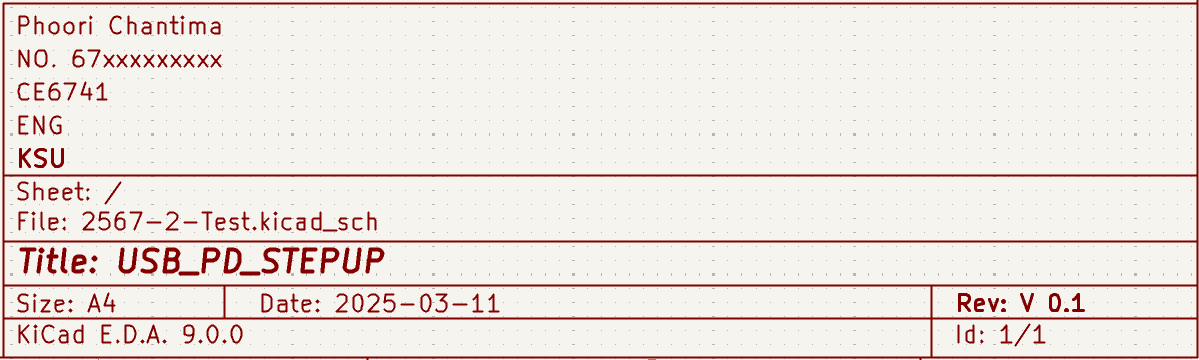 Phoori Chantima
NO. 67xxxxxxxxx
CE6741
ENG
KSU
Sheet: /
File: 2567-2-Test.kicad_sch
Title: USB_PD_STEPUP
Size: A4 Date: 2025-03-11 Rev: V 0.1
KiCad E.D.A. 9.0.0 Id: 1/1